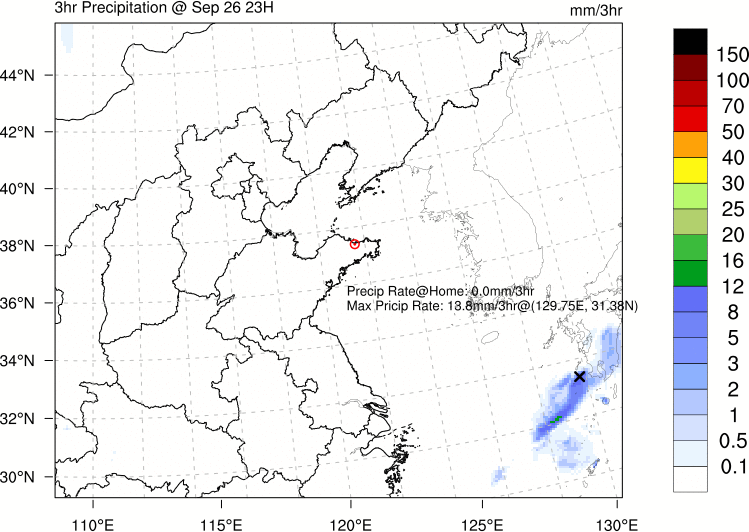 3hr Precipitation @ Sep 26 23H
mm/3hr
44°N
42°N
40°N
38°N
36°N
34°N
32°N
30°N
Precip Rate@Home: 0.0mm/3hr
Max Pricip Rate: 13.8mm/3hr@(129.75E, 31.38N)
110°E 115°E 120°E 125°E 130°E
150
100
70
50
40
30
25
20
16
12
8
5
3
2
1
0.5
0.1